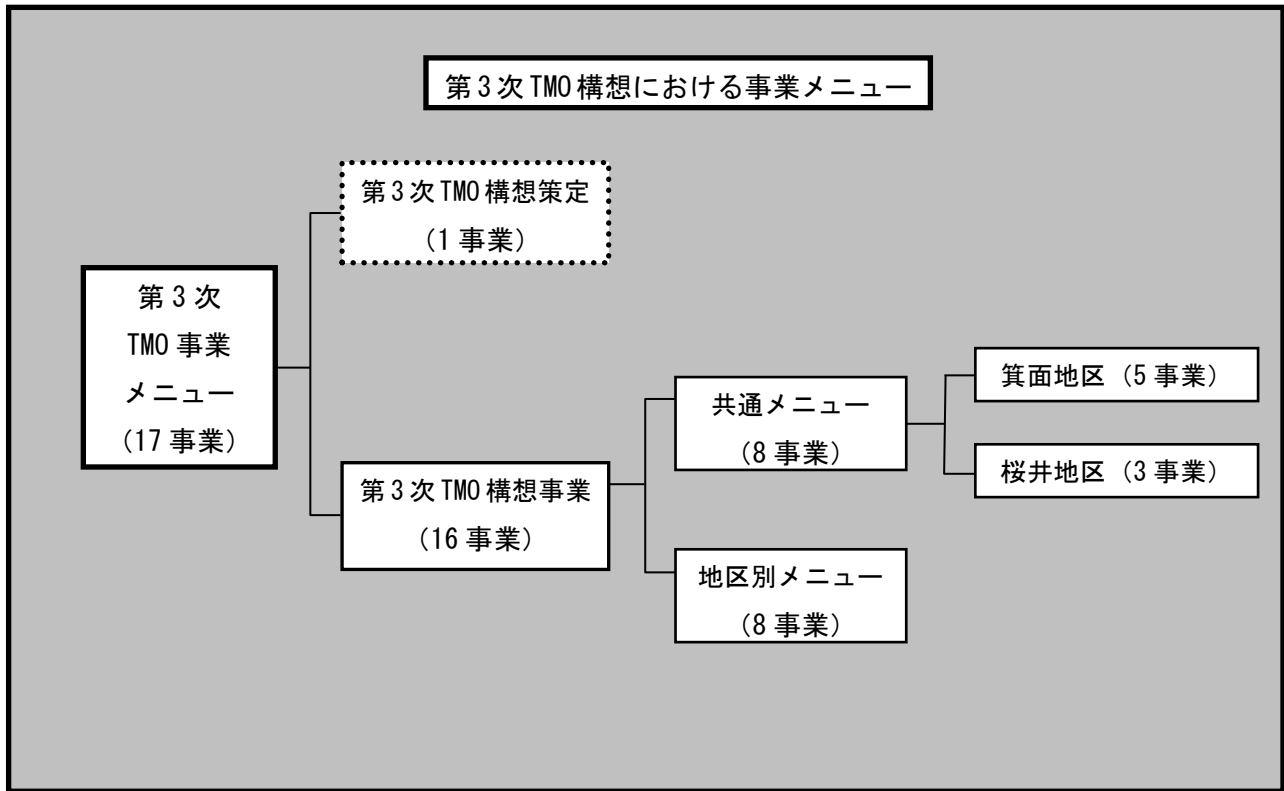 第3次TMO構想における事業メニュー
第3次TMO構想策定
(1事業)
第3次
TMO事業
メニュー
(17事業)
第3次TMO構想事業
(16事業)
共通メニュー
(8事業)
地区別メニュー
(8事業)
箕面地区(5事業)
桜井地区(3事業)